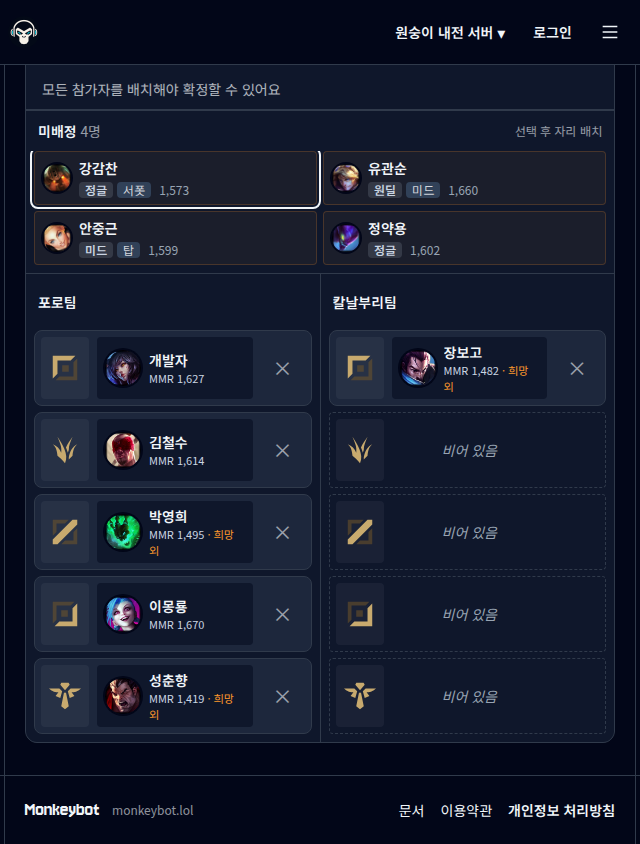 원숭이 내전 서버 ▾ 로그인
모든 참가자를 배치해야 확정할 수 있어요
미배정 4명 선택 후 자리 배치
강감찬
정글 서폿 1,573
유관순
원딜 미드 1,660
안중근
미드 탑 1,599
정약용
정글 1,602
포로팀
개발자
MMR 1,627
김철수
MMR 1,614
박영희
MMR 1,495 · 희망
외
이몽룡
MMR 1,670
성춘향
MMR 1,419 · 희망
외
칼날부리팀
장보고
MMR 1,482 · 희망
외
비어 있음
비어 있음
비어 있음
비어 있음
Monkeybot monkeybot.lol 문서 이용약관 개인정보 처리방침